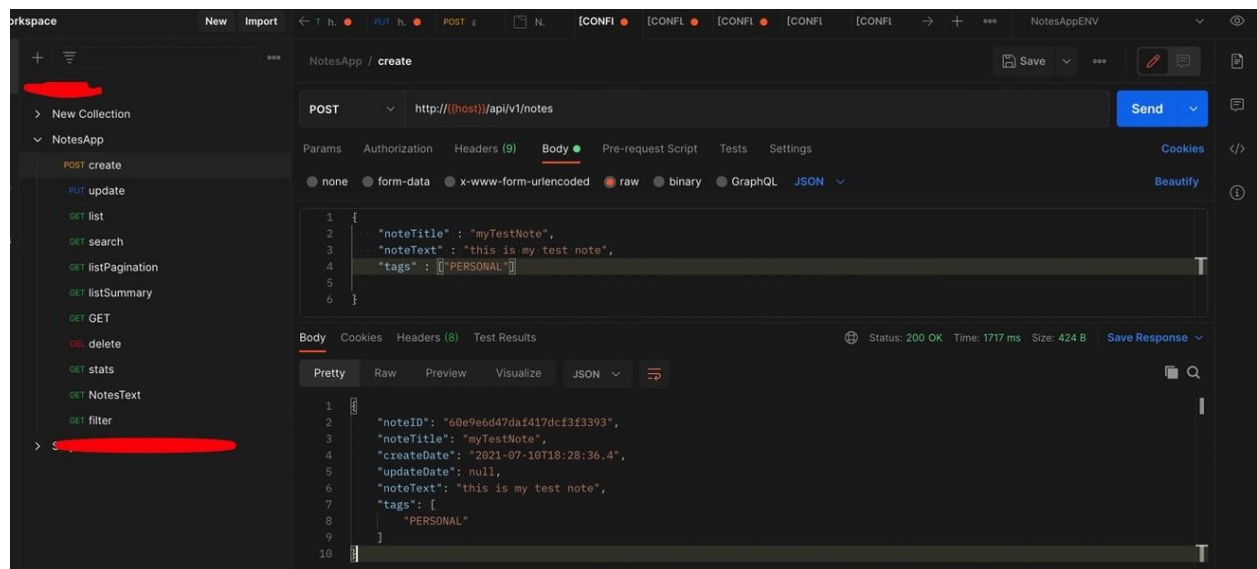 orkspace New Import T h. PUT h. POST N. [CONFI [CONFL [CONFL [CONFL [CONFL NotesAppENV
NotesApp / create Save
New Collection
NotesApp
POST create
PUT update
GET list
GET search
GET listPagination
GET listSummary
GET GET
DEL delete
GET stats
GET NotesText
GET filter
POST http://{{host}}/api/v1/notes Send
Params Authorization Headers (9) Body Pre-request Script Tests Settings Cookies
none form-data x-www-form-urlencoded raw binary GraphQL JSON Beautify
1 {
2 "noteTitle" : "myTestNote",
3 "noteText" : "this is my test note",
4 "tags" : ["PERSONAL"]
5
6 }
Body Cookies Headers (8) Test Results Status: 200 OK Time: 1717 ms Size: 424 B Save Response
Pretty Raw Preview Visualize JSON
1 {
2 "noteID": "60e9e6d47daf417dcf3f3393",
3 "noteTitle": "myTestNote",
4 "createDate": "2021-07-10T18:28:36.4",
5 "updateDate": null,
6 "noteText": "this is my test note",
7 "tags": [
8 "PERSONAL"
9 ]
10 }